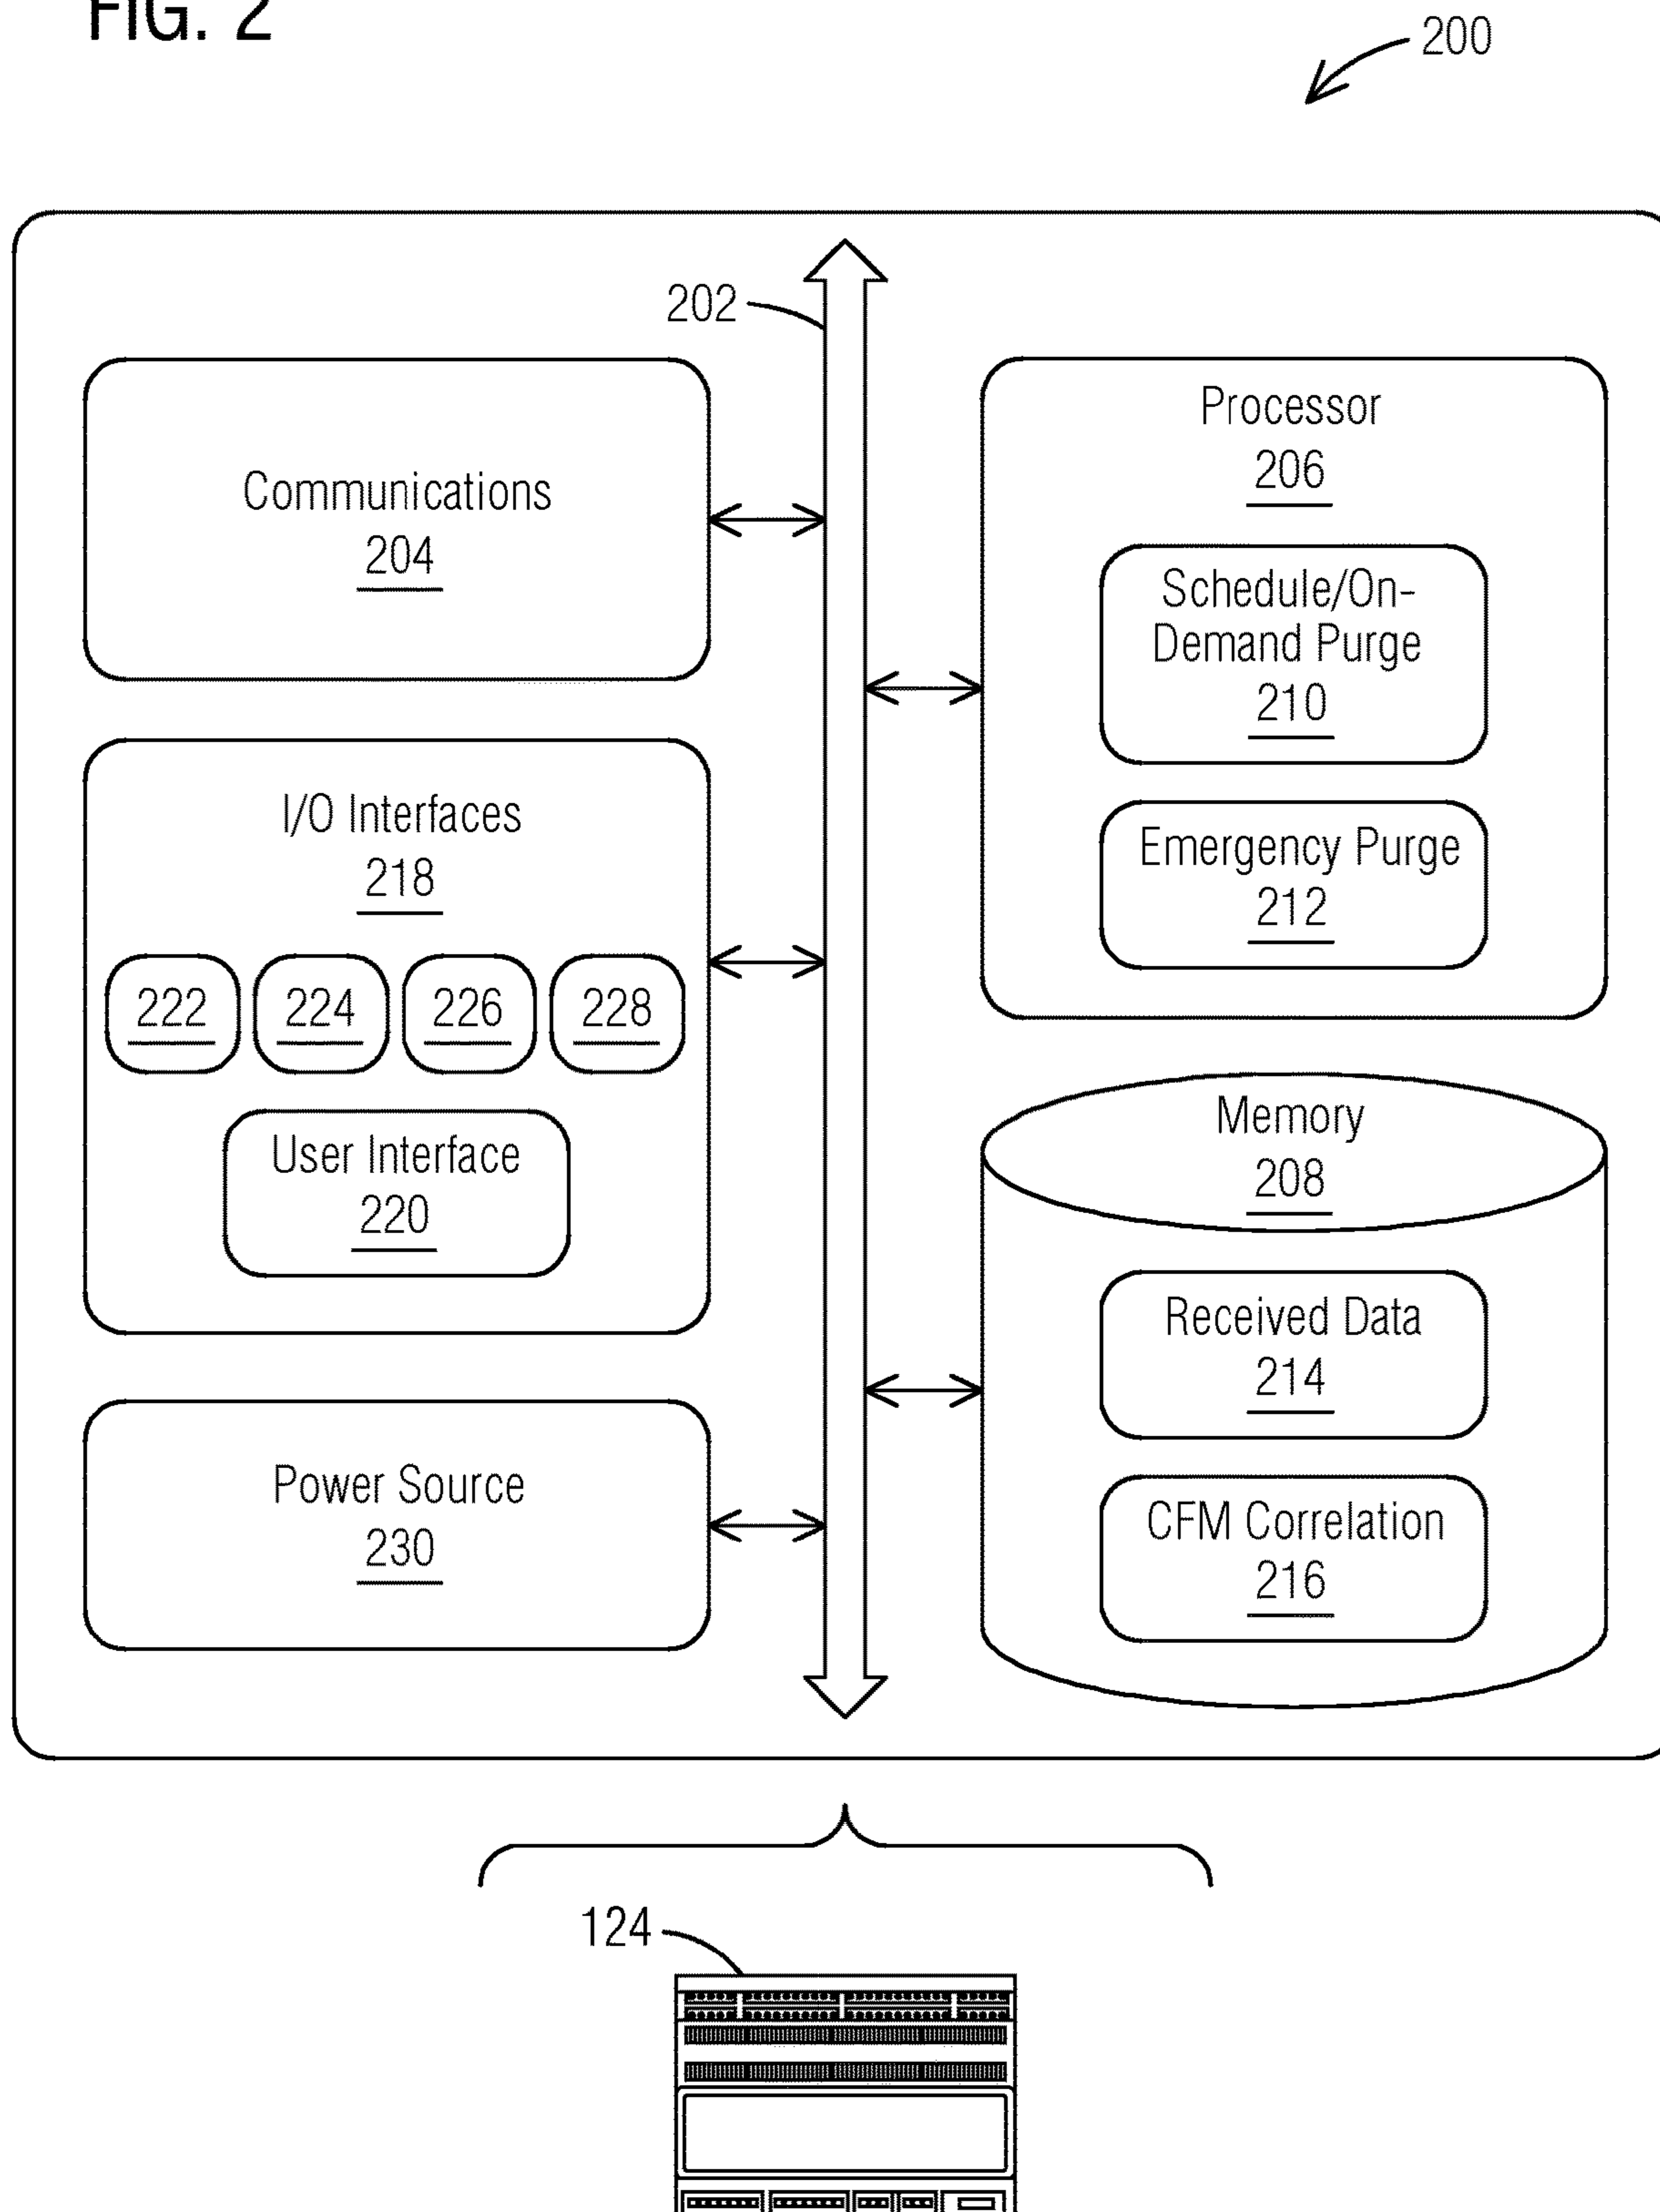 FIG. 2
200
202
Communications
204
I/O Interfaces
218
222 224 226 228
User Interface
220
Power Source
230
Processor
206
Schedule/On-
Demand Purge
210
Emergency Purge
212
Memory
208
Received Data
214
CFM Correlation
216
124